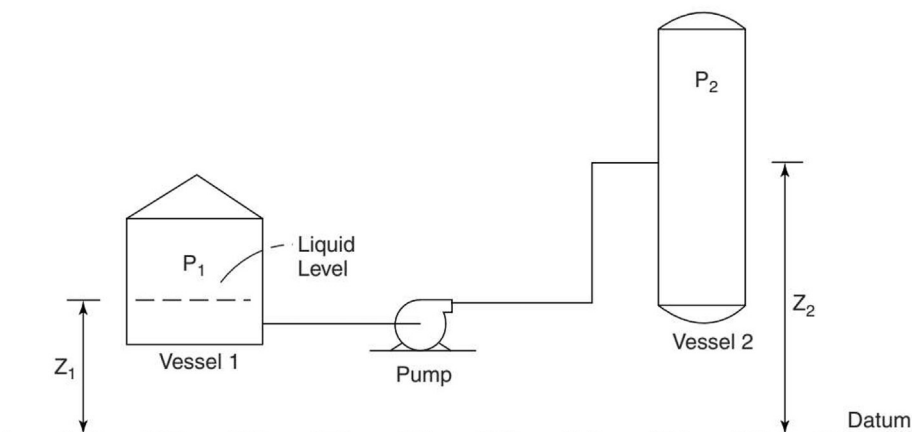 P2
P1
Liquid
Level
Z1
Z2
Vessel 1
Vessel 2
Pump
Datum